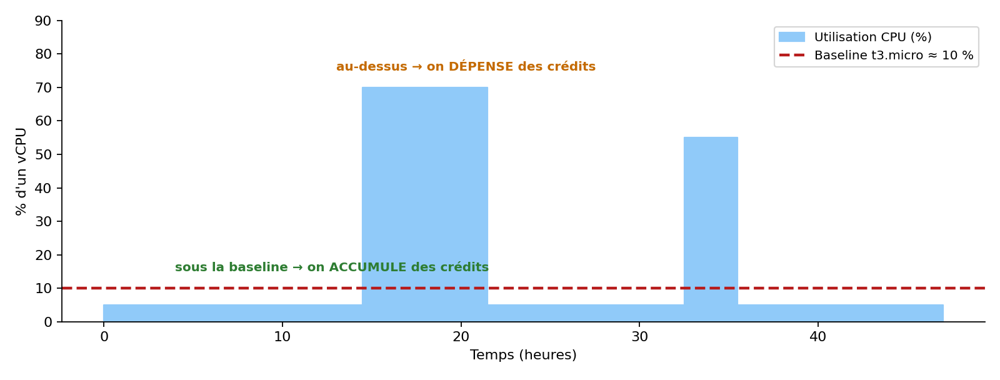 90
80
70
60
50
40
30
20
10
0
% d'un vCPU
au-dessus → on DÉPENSE des crédits
sous la baseline → on ACCUMULE des crédits
Utilisation CPU (%)
Baseline t3.micro ≈ 10 %
0 10 20 30 40
Temps (heures)